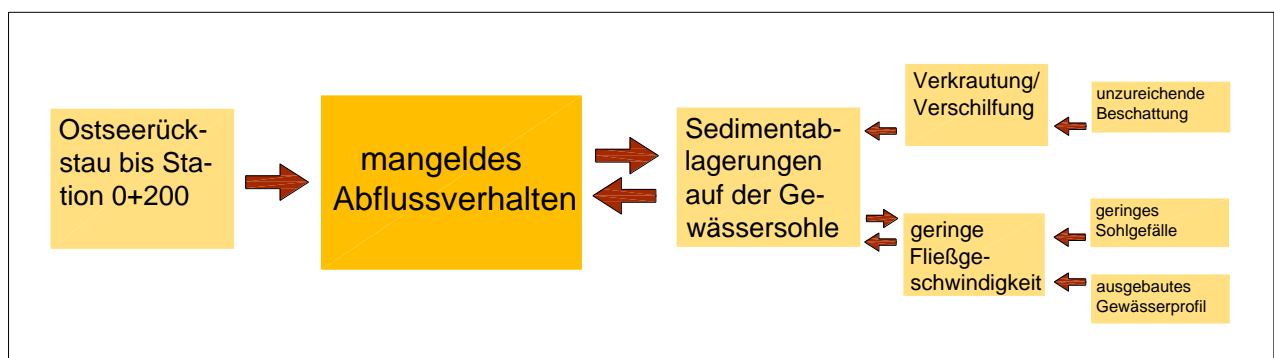 Ostseerück-
stau bis Sta-
tion 0+200
mangeldes
Abflussverhalten
Sedimentab-
lagerungen
auf der Ge-
wässersohle
Verkrautung/
Verschilfung
unzureichende
Beschattung
geringe
Fließge-
schwindigkeit
geringes
Sohlgefälle
ausgebautes
Gewässerprofil